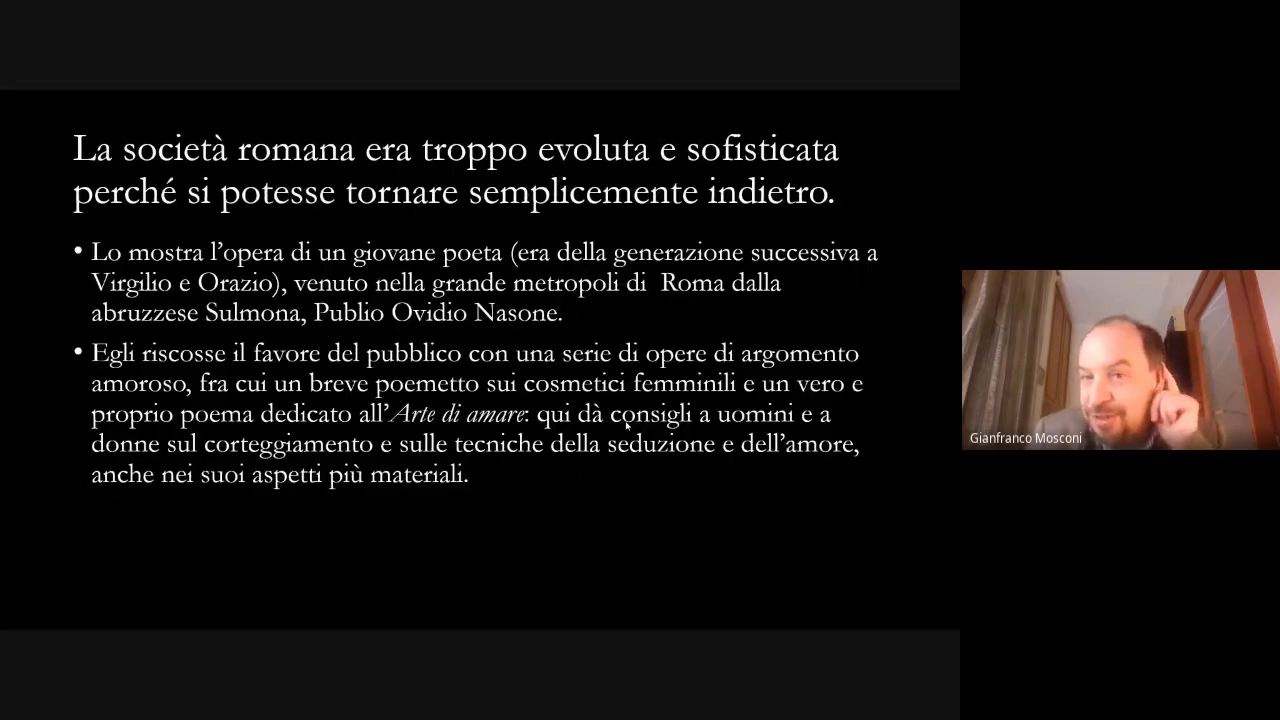 La società romana era troppo evoluta e sofisticata
perché si potesse tornare semplicemente indietro.
• Lo mostra l’opera di un giovane poeta (era della generazione successiva a
Virgilio e Orazio), venuto nella grande metropoli di  Roma dalla
abruzzese Sulmona, Publio Ovidio Nasone.
• Egli riscosse il favore del pubblico con una serie di opere di argomento
amoroso, fra cui un breve poemetto sui cosmetici femminili e un vero e
proprio poema dedicato all’Arte di amare: qui dà consigli a uomini e a
donne sul corteggiamento e sulle tecniche della seduzione e dell’amore,
anche nei suoi aspetti più materiali.
Gianfranco Mosconi